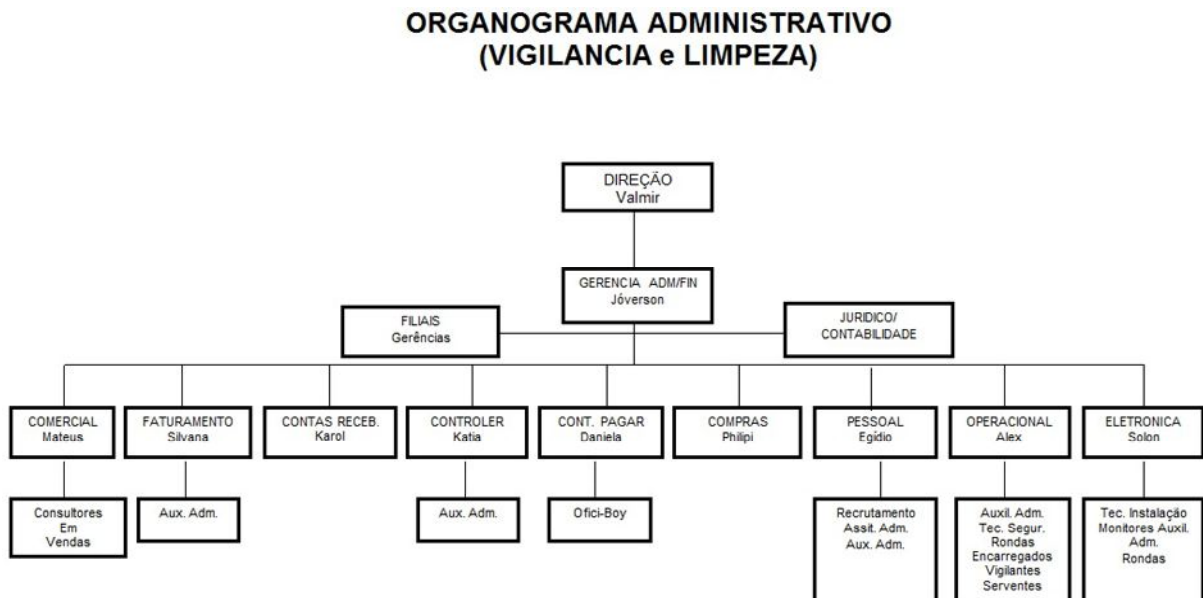 ORGANOGRAMA ADMINISTRATIVO
(VIGILANCIA e LIMPEZA)
DIREÇÃO
Valmir
GERENCIA ADM/FIN
Jóverson
FILIAIS
Gerências
JURIDICO/
CONTABILIDADE
COMERCIAL
Mateus
FATURAMENTO
Silvana
CONTAS RECEB.
Karol
CONTROLER
Katia
CONT. PAGAR
Daniela
COMPRAS
Philipi
PESSOAL
Egídio
OPERACIONAL
Alex
ELETRONICA
Solon
Consultores
Em
Vendas
Aux. Adm.
Aux. Adm.
Ofici-Boy
Recrutamento
Assit. Adm.
Aux. Adm.
Auxil. Adm.
Tec. Segur.
Rondas
Encarregados
Vigilantes
Serventes
Tec. Instalação
Monitores Auxil.
Adm.
Rondas